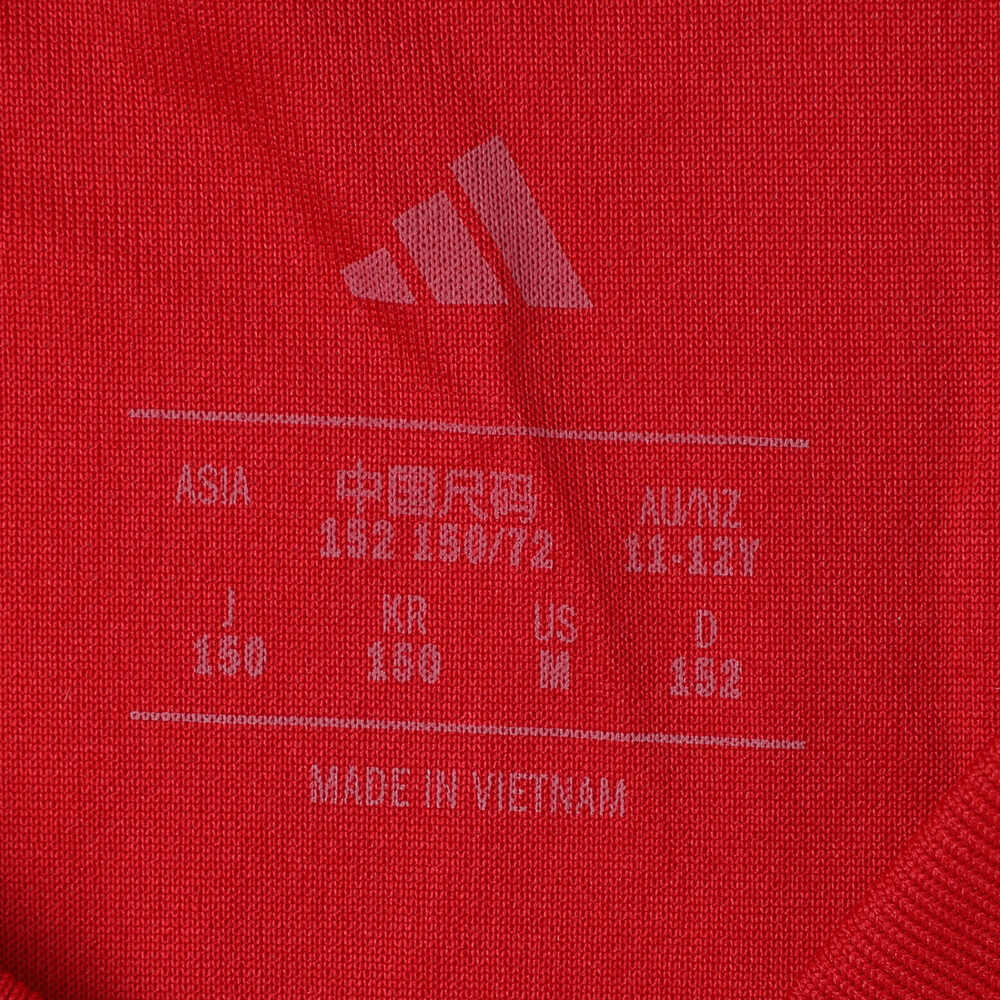 ASIA 中国尺码 AU/NZ
152 150/72 11-12Y
J KR US D
150 150 M 152
MADE IN VIETNAM